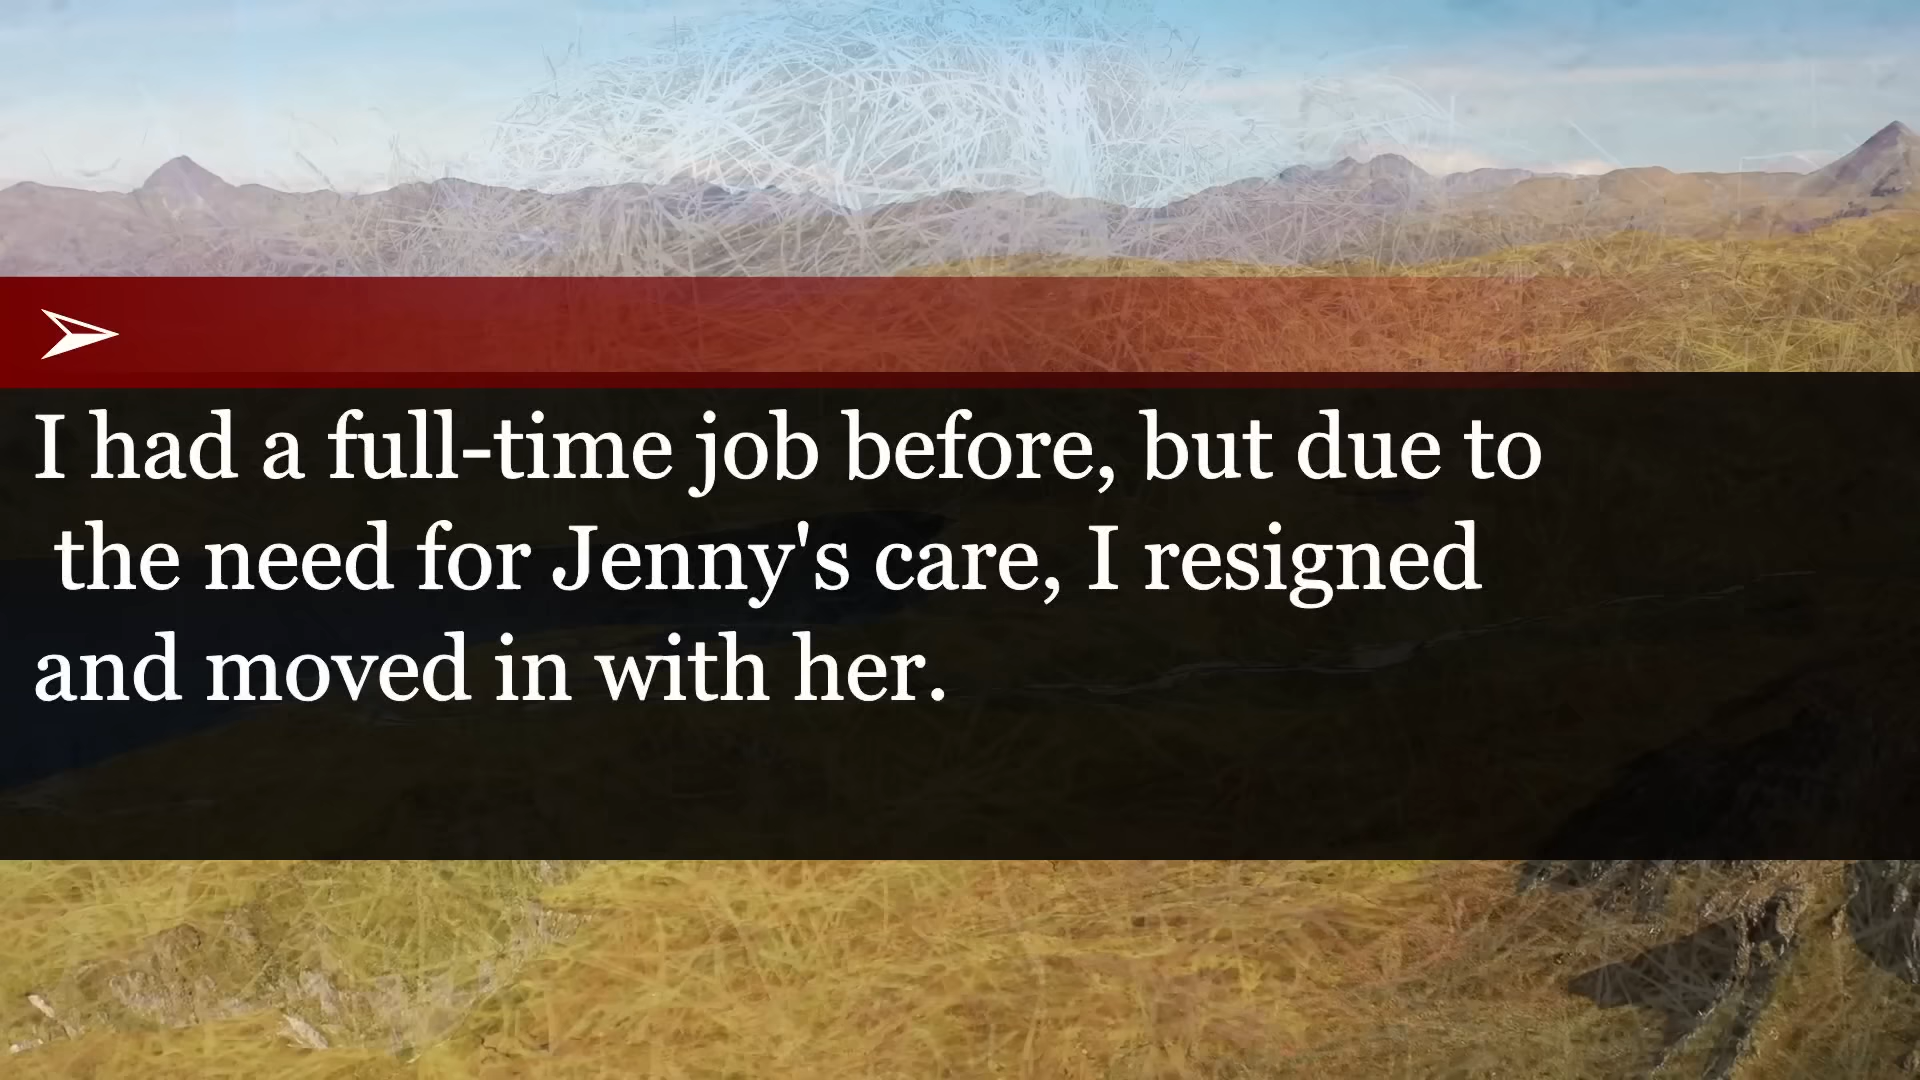 I had a full-time job before, but due to
the need for Jenny's care, I resigned
and moved in with her.